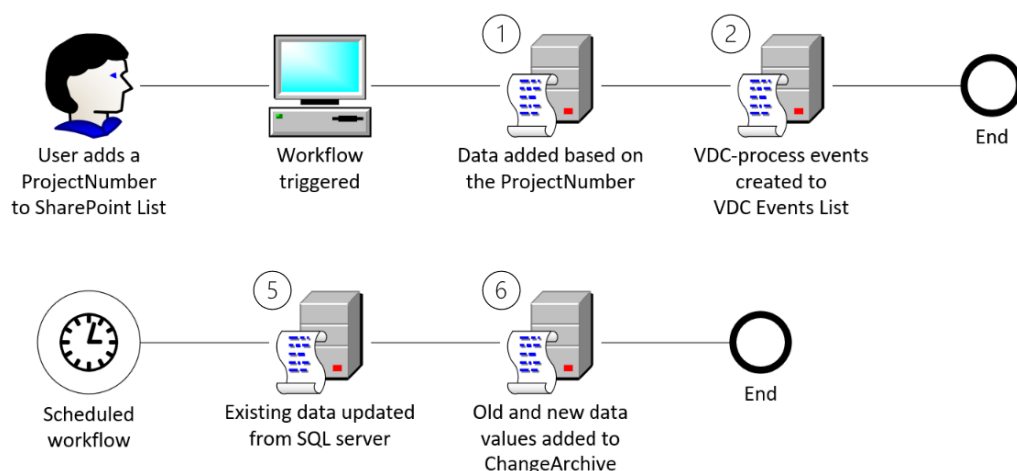 1
2
User adds a
ProjectNumber
to SharePoint List
Workflow
triggered
Data added based on
the ProjectNumber
VDC-process events
created to
VDC Events List
End
5
6
Scheduled
workflow
Existing data updated
from SQL server
Old and new data
values added to
ChangeArchive
End